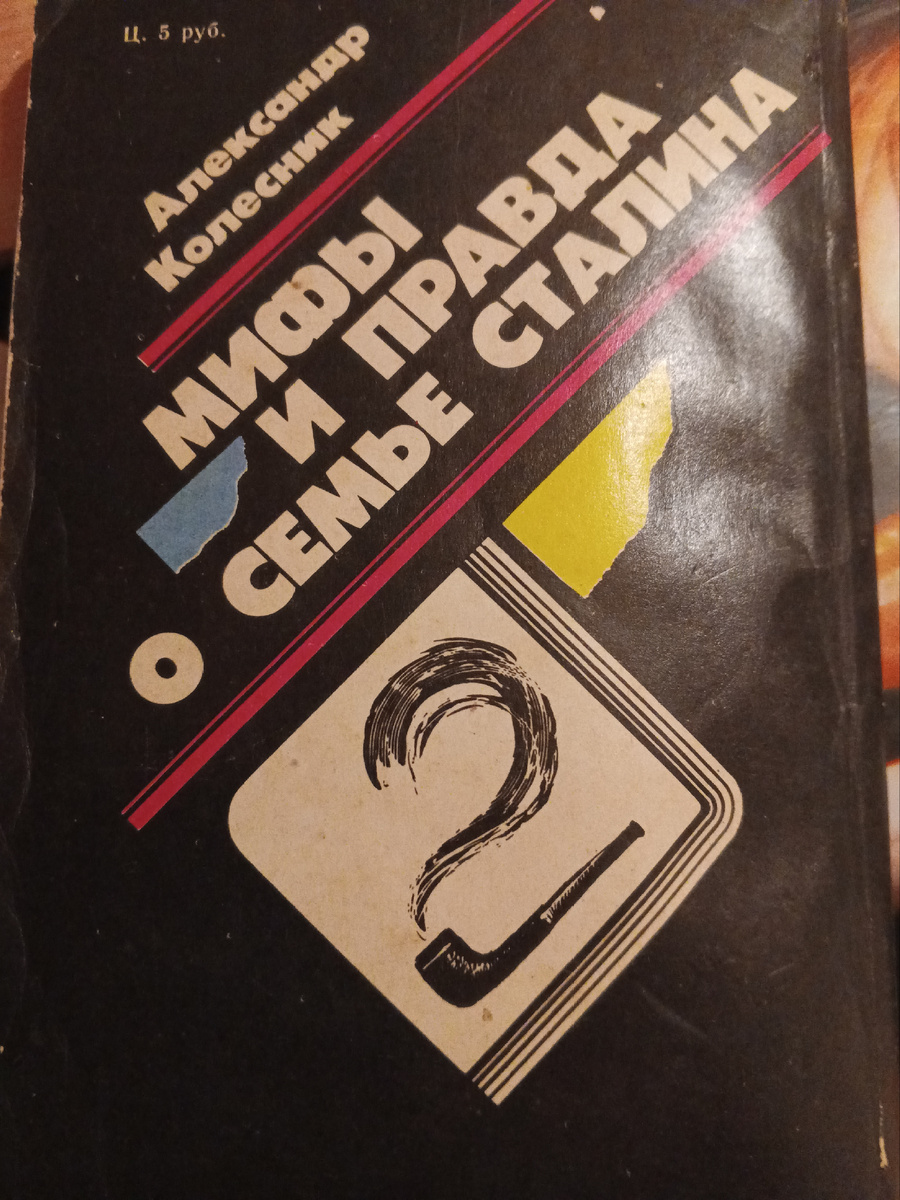 Ц. 5 руб.
Александр
Колесник
МИФЫ
И ПРАВДА
О СЕМЬЕ СТАЛИНА